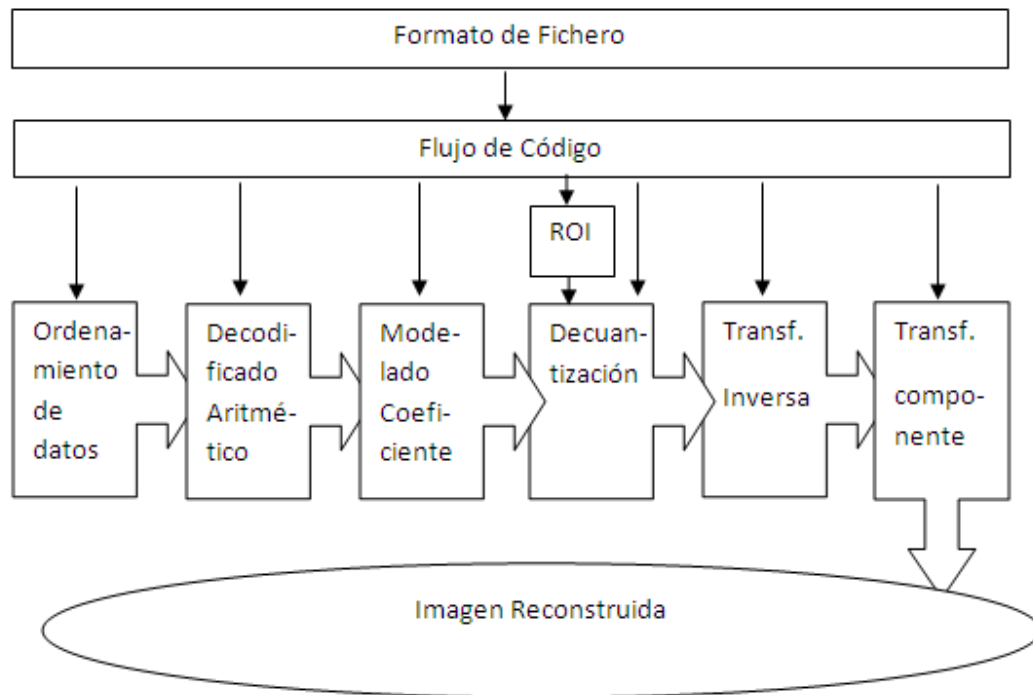 Formato de Fichero
Flujo de Código
ROI
Ordena-
miento
de
datos
Decodi-
ficado
Aritmé-
tico
Mode-
lado
Coefi-
ciente
Decuan-
tización
Transf.
Inversa
Transf.
compo-
nente
Imagen Reconstruida